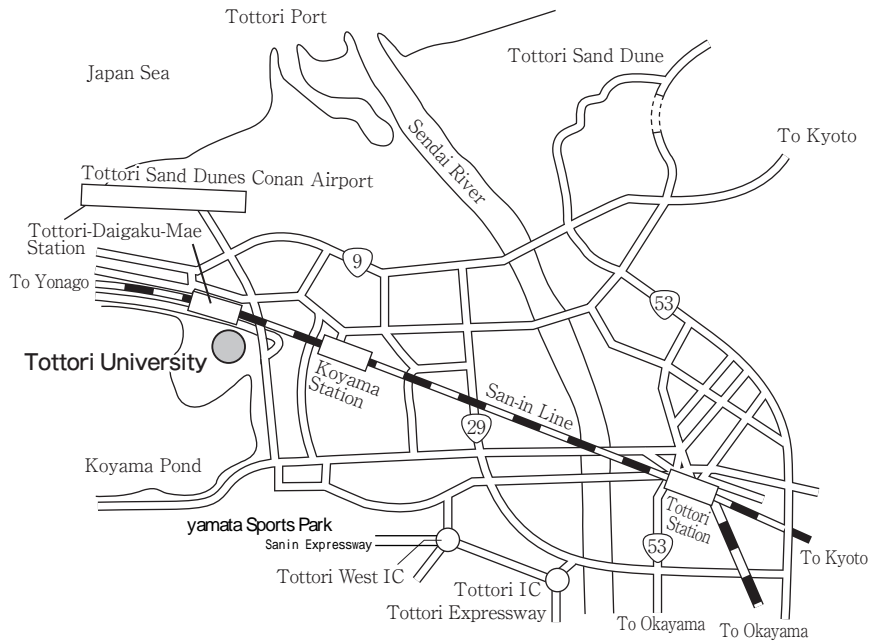 Tottori Port
Japan Sea
Tottori Sand Dune
Sendai River
To Kyoto
Tottori Sand Dunes Conan Airport
Tottori-Daigaku-Mae
Station
To Yonago
9
53
Tottori University
Koyama
Station
San-in Line
29
Koyama Pond
yamata Sports Park
Sanin Expressway
Tottori
Station
53
Tottori West IC
To Kyoto
Tottori IC
Tottori Expressway
To Okayama
To Okayama